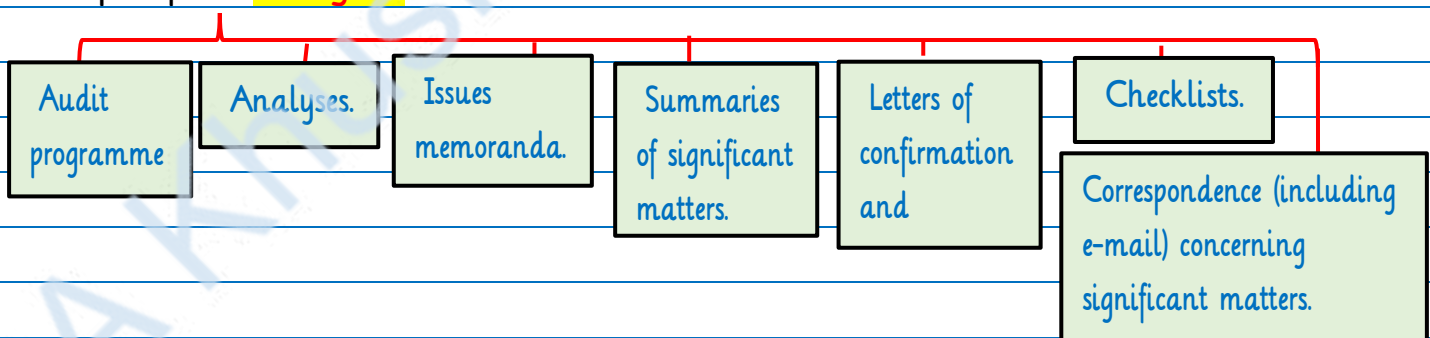 Audit
programme
Analyses.
Issues
memoranda.
Summaries
of significant
matters.
Letters of
confirmation
and
Checklists.
Correspondence (including
e-mail) concerning
significant matters.
A Khus